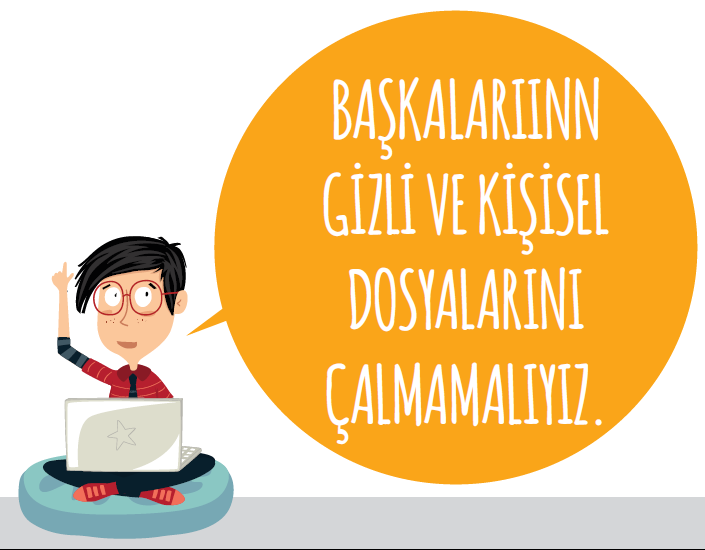 BAŞKALARIINN
GİZLİ VE KİŞİSEL
DOSYALARINI
ÇALMAMALIYIZ.